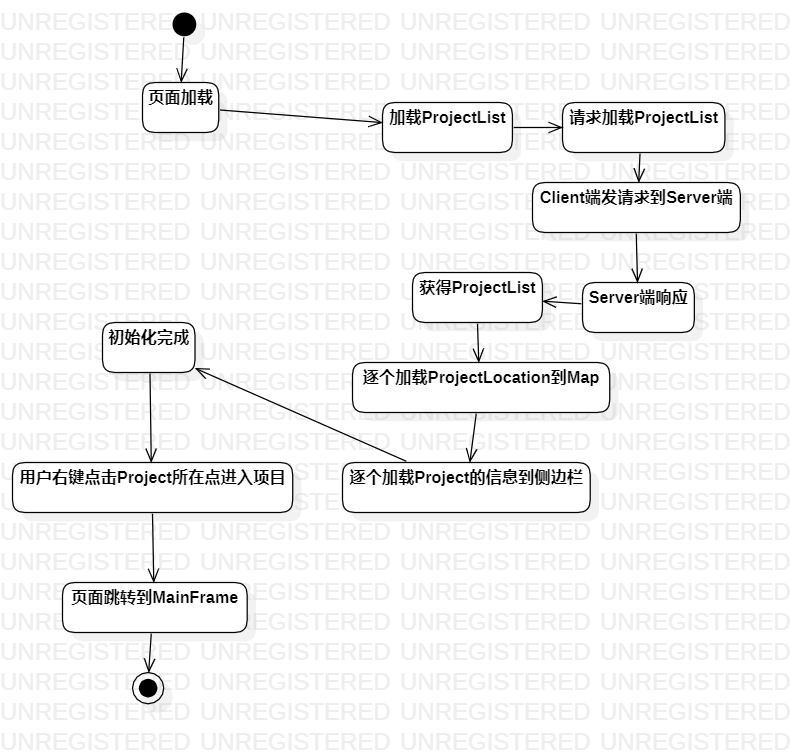 页面加载
加载ProjectList
请求加载ProjectList
Client端发请求到Server端
Server端响应
获得ProjectList
逐个加载ProjectLocation到Map
逐个加载Project的信息到侧边栏
初始化完成
用户右键点击Project所在点进入项目
页面跳转到MainFrame
UNREGISTERED